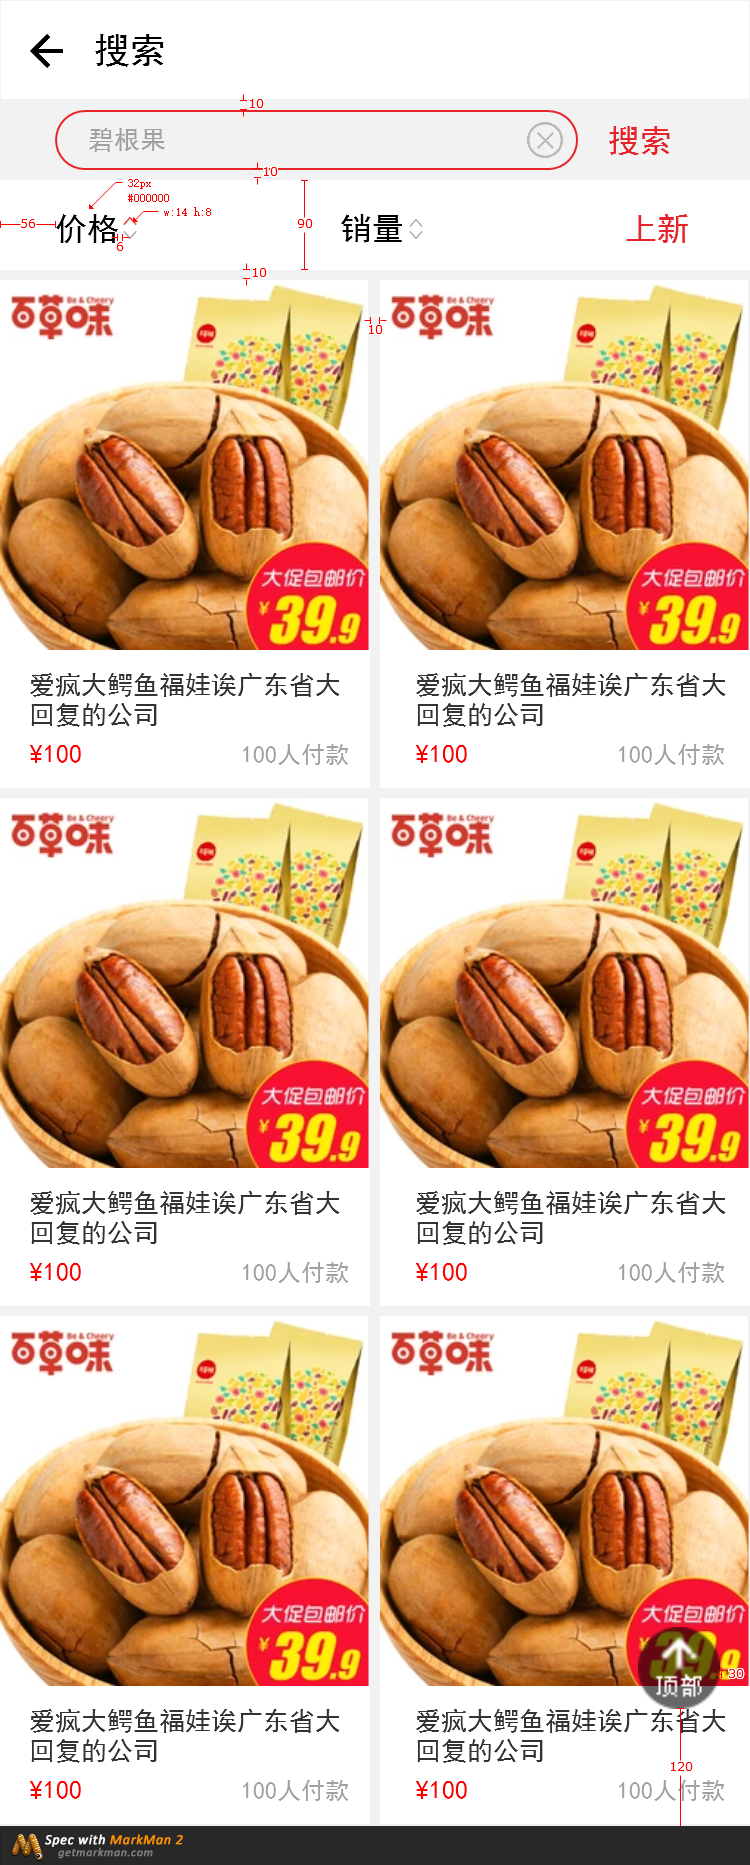 搜索
10
碧根果
搜索
10
32px
#000000
w:14 h:8
56
价格
6
90
销量
上新
10
10
百草味
Be & Cheery
大促包邮价
¥39.9
百草味
Be & Cheery
大促包邮价
¥39.9
爱疯大鳄鱼福娃诶广东省大
回复的公司
¥100
100人付款
爱疯大鳄鱼福娃诶广东省大
回复的公司
¥100
100人付款
百草味
Be & Cheery
大促包邮价
¥39.9
百草味
Be & Cheery
大促包邮价
¥39.9
爱疯大鳄鱼福娃诶广东省大
回复的公司
¥100
100人付款
爱疯大鳄鱼福娃诶广东省大
回复的公司
¥100
100人付款
百草味
Be & Cheery
大促包邮价
¥39.9
百草味
Be & Cheery
大促包邮价
9
顶部
30
爱疯大鳄鱼福娃诶广东省大
回复的公司
¥100
100人付款
爱疯大鳄鱼福娃诶广东省大
回复的公司
¥100
100人付款
120
Spec with MarkMan 2
getmarkman.com